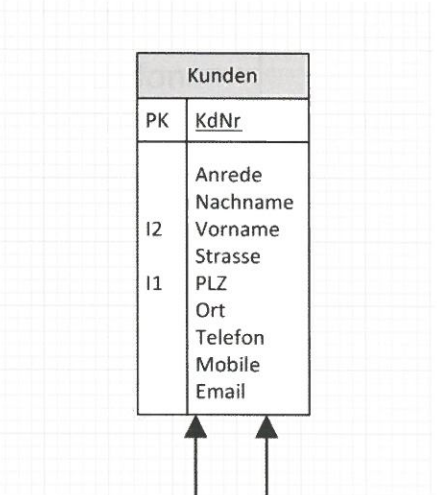 Kunden
PK KdNr
Anrede
Nachname
I2 Vorname
Strasse
I1 PLZ
Ort
Telefon
Mobile
Email